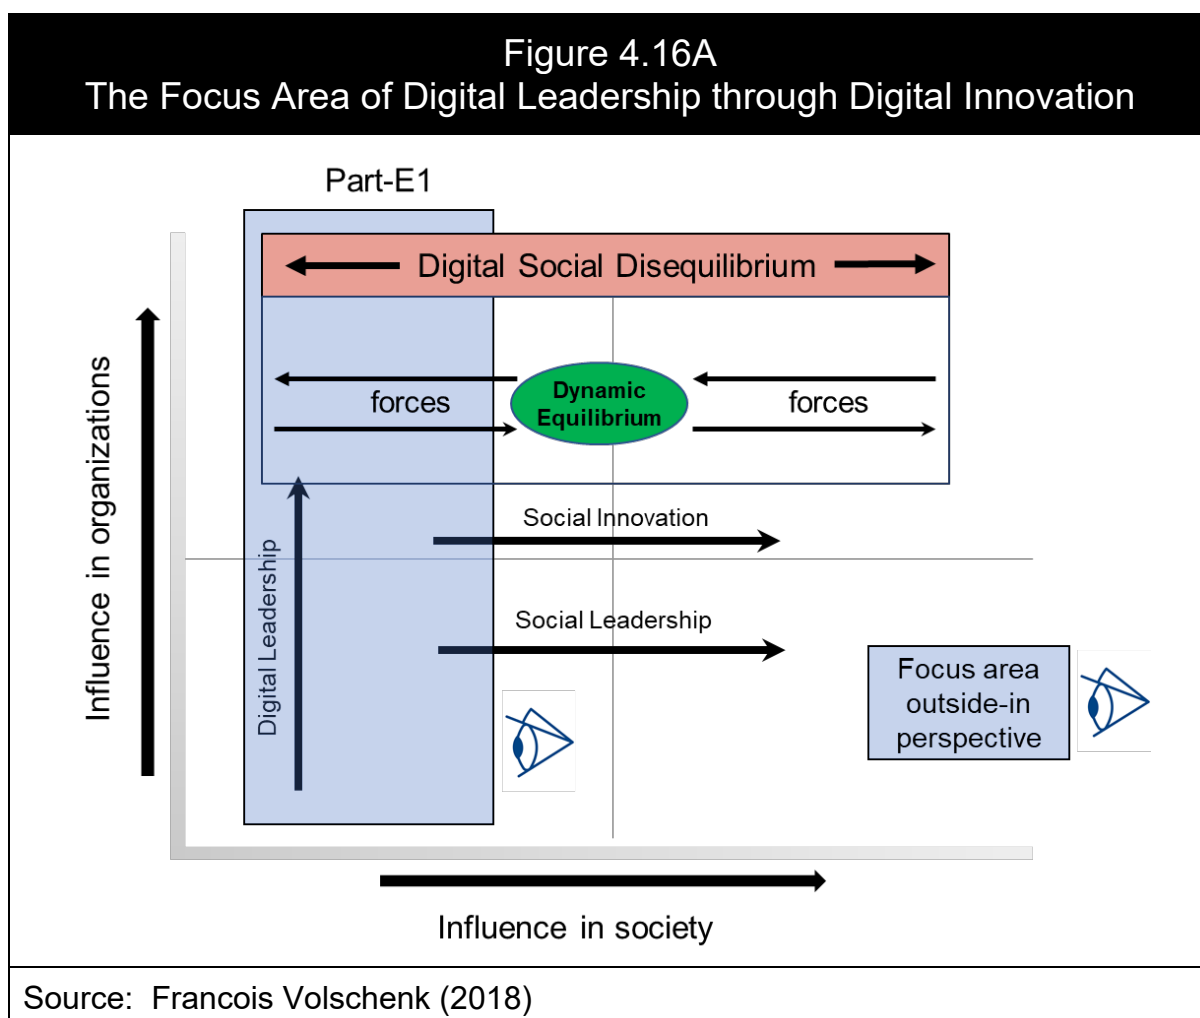 Figure 4.16A
The Focus Area of Digital Leadership through Digital Innovation
Part-E1
Digital Social Disequilibrium
forces
Dynamic
Equilibrium
forces
Influence in organizations
Digital Leadership
Social Innovation
Social Leadership
Focus area
outside-in
perspective
Influence in society
Source: Francois Volschenk (2018)